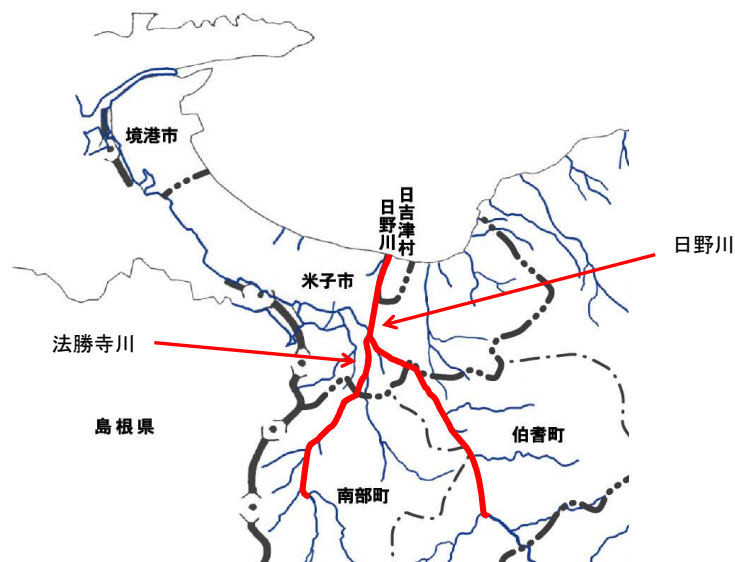 境港市
日吉津村
日野川
日野川
米子市
法勝寺川
島根県
伯耆町
南部町